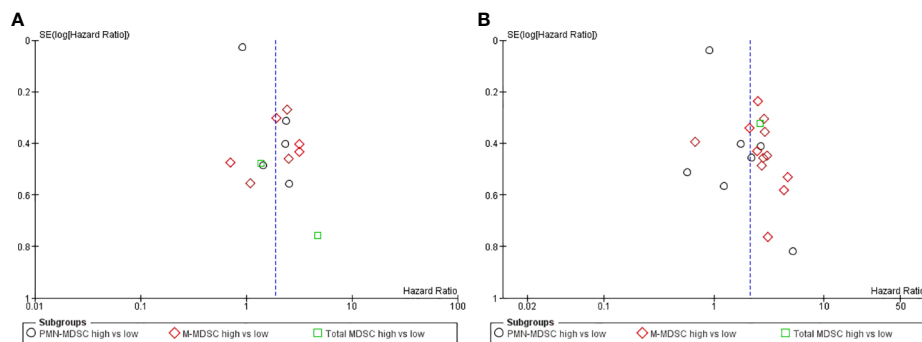 A
SE(log[Hazard Ratio])
0
0.2
0.4
0.6
0.8
1
0.01
0.1
1
10
100
Hazard Ratio
Subgroups
PMN-MDSC high vs low
M-MDSC high vs low
Total MDSC high vs low
B
SE(log[Hazard Ratio])
0
0.2
0.4
0.6
0.8
1
0.02
0.1
1
10
50
Hazard Ratio
Subgroups
PMN-MDSC high vs low
M-MDSC high vs low
Total MDSC high vs low